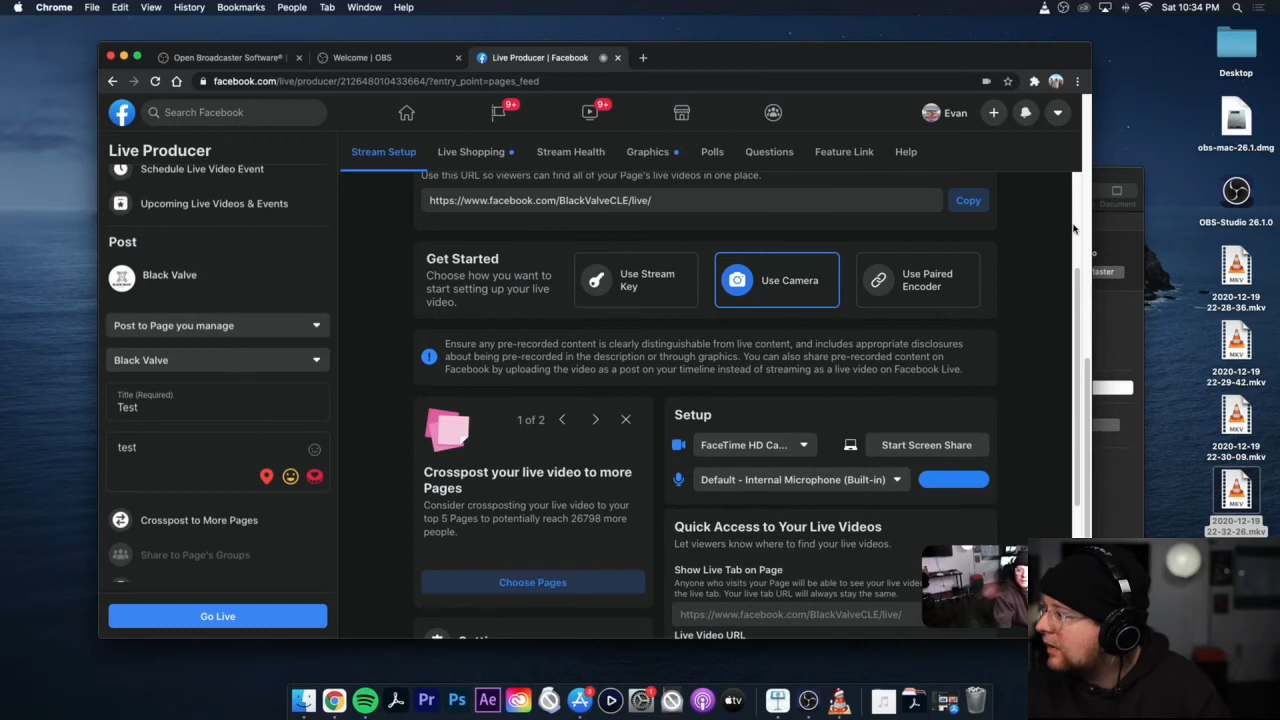 Chrome File Edit View History Bookmarks People Tab Window Help
Sat 10:34 PM
Open Broadcaster Software®
Welcome | OBS
Live Producer | Facebook
facebook.com/live/producer/212648010433664/?entry_point=pages_feed
Search Facebook
9+
9+
Evan
Live Producer
Schedule Live Video Event
Upcoming Live Videos & Events
Post
Black Valve
Post to Page you manage
Black Valve
Title (Required)
Test
test
Crosspost to More Pages
Share to Page's Groups
Go Live
Stream Setup Live Shopping Stream Health Graphics Polls Questions Feature Link Help
Use this URL so viewers can find all of your Page's live videos in one place.
https://www.facebook.com/BlackValveCLE/live/
Copy
Get Started
Choose how you want to start setting up your live video.
Use Stream Key
Use Camera
Use Paired Encoder
Ensure any pre-recorded content is clearly distinguishable from live content, and includes appropriate disclosures
about being pre-recorded in the description or through graphics. You can also share pre-recorded content on
Facebook by uploading the video as a post on your timeline instead of streaming as a live video on Facebook Live.
1 of 2
Crosspost your live video to more
Pages
Consider crossposting your live video to your
top 5 Pages to potentially reach 26798 more
people.
Choose Pages
Setup
FaceTime HD Ca...
Start Screen Share
Default - Internal Microphone (Built-in)
Quick Access to Your Live Videos
Let viewers know where to find your live videos.
Show Live Tab on Page
Anyone who visits your Page will be able to see your live
the live tab. Your live tab URL will always stay the same.
https://www.facebook.com/BlackValveCLE/live/
Live Video URL
Document
Desktop
obs-mac-26.1.dmg
OBS-Studio 26.1.0
MKV
2020-12-19
22-28-36.mkv
MKV
2020-12-19
22-29-42.mkv
MKV
2020-12-19
22-30-09.mkv
MKV
2020-12-19
22-32-26.mkv
Pr Ps Ae
3
1
tv